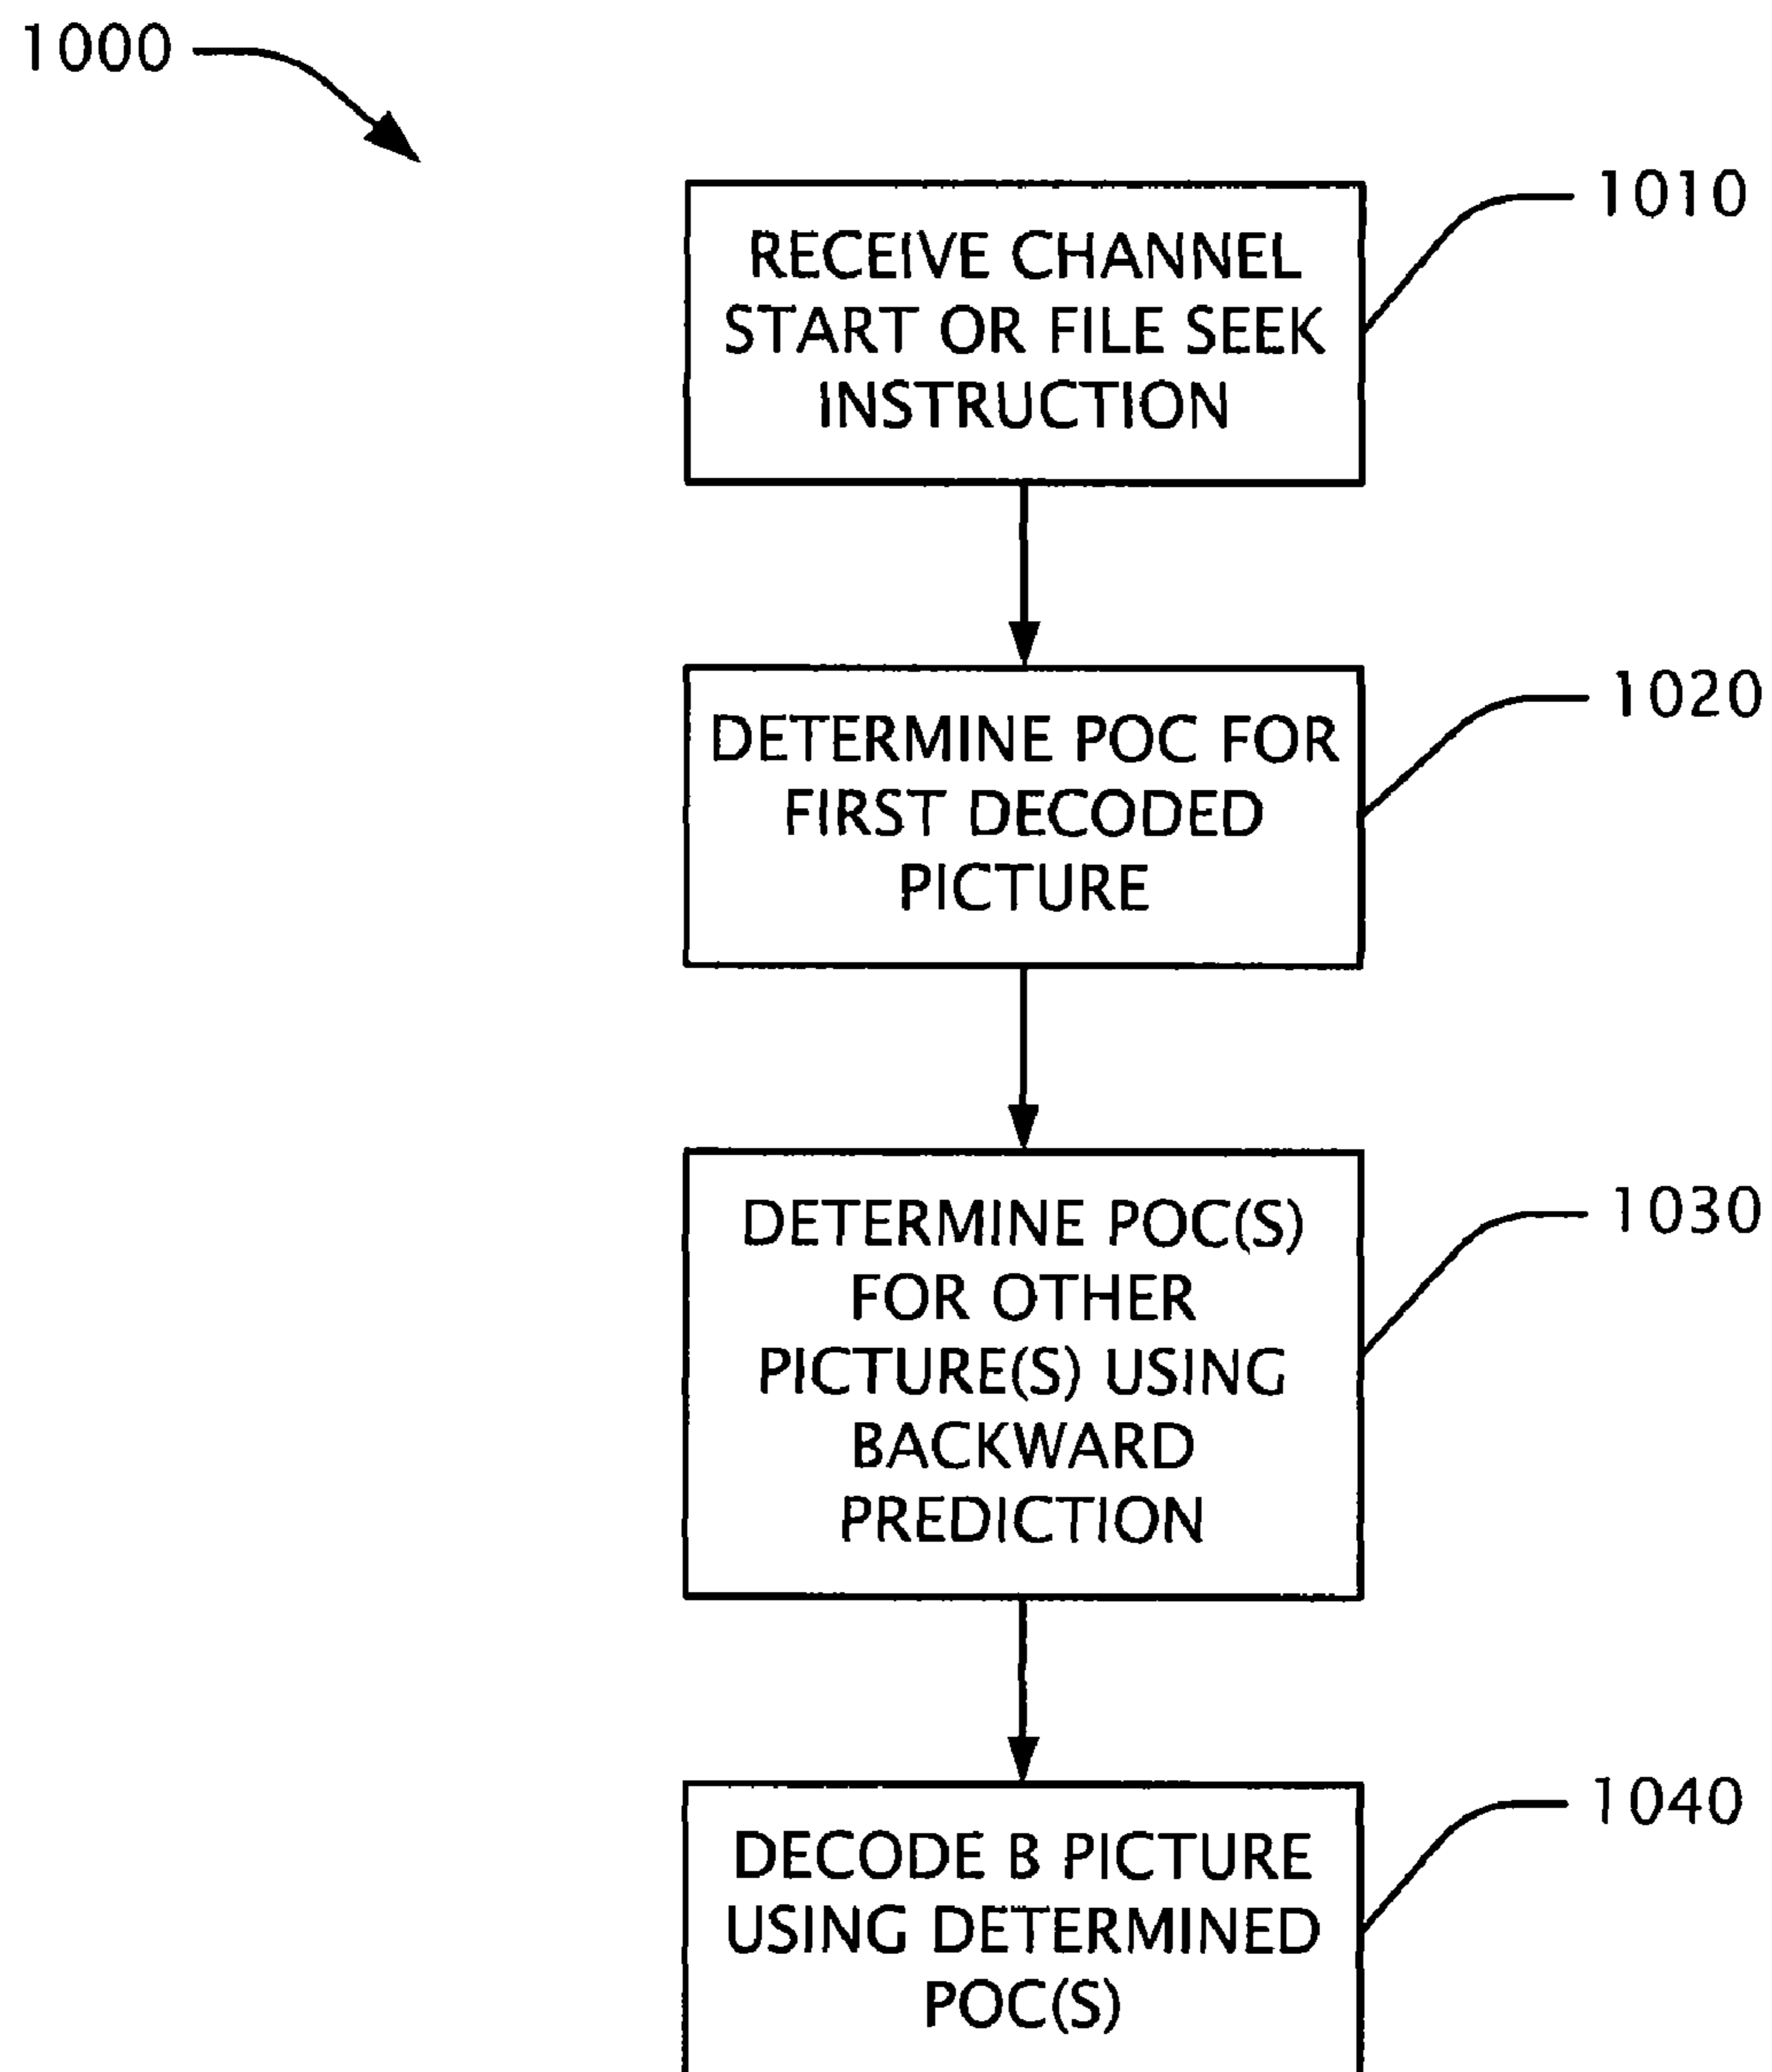 1000
1010
RECEIVE CHANNEL
START OR FILE SEEK
INSTRUCTION
1020
DETERMINE POC FOR
FIRST DECODED
PICTURE
1030
DETERMINE POC(S)
FOR OTHER
PICTURE(S) USING
BACKWARD
PREDICTION
1040
DECODE B PICTURE
USING DETERMINED
POC(S)